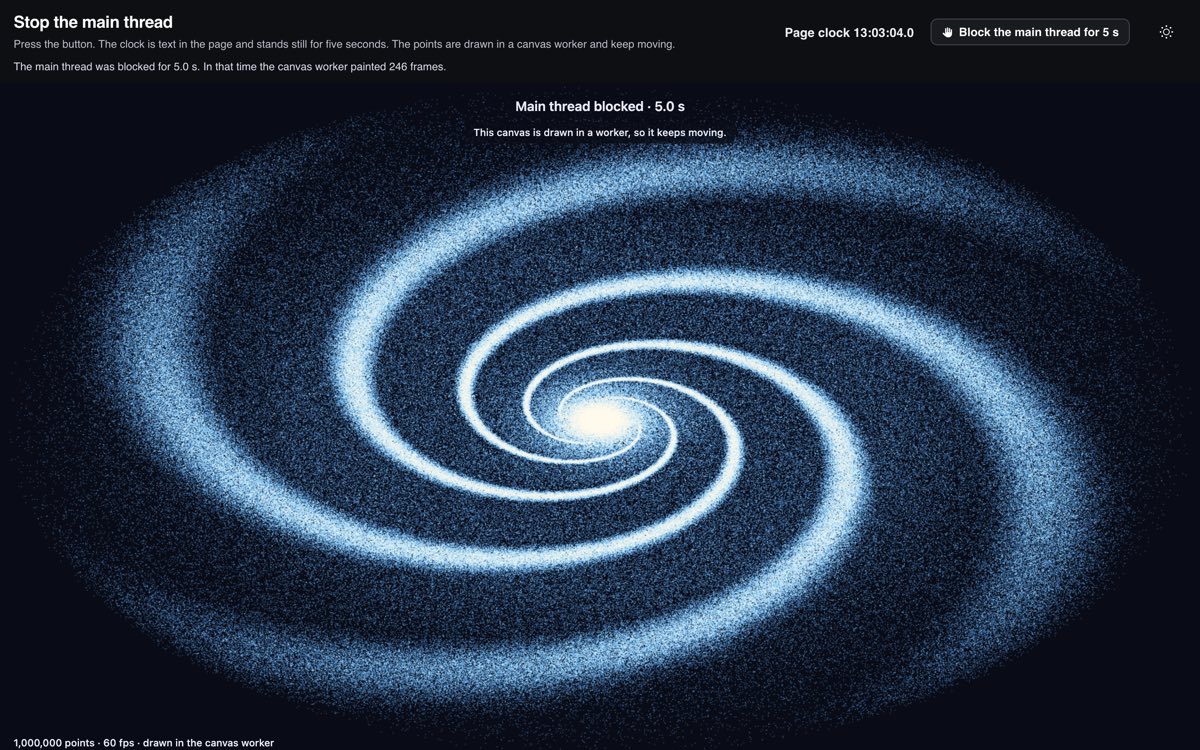 Stop the main thread
Press the button. The clock is text in the page and stands still for five seconds. The points are drawn in a canvas worker and keep moving.
The main thread was blocked for 5.0 s. In that time the canvas worker painted 246 frames.
Page clock 13:03:04.0
Block the main thread for 5 s
Main thread blocked · 5.0 s
This canvas is drawn in a worker, so it keeps moving.
1,000,000 points · 60 fps · drawn in the canvas worker